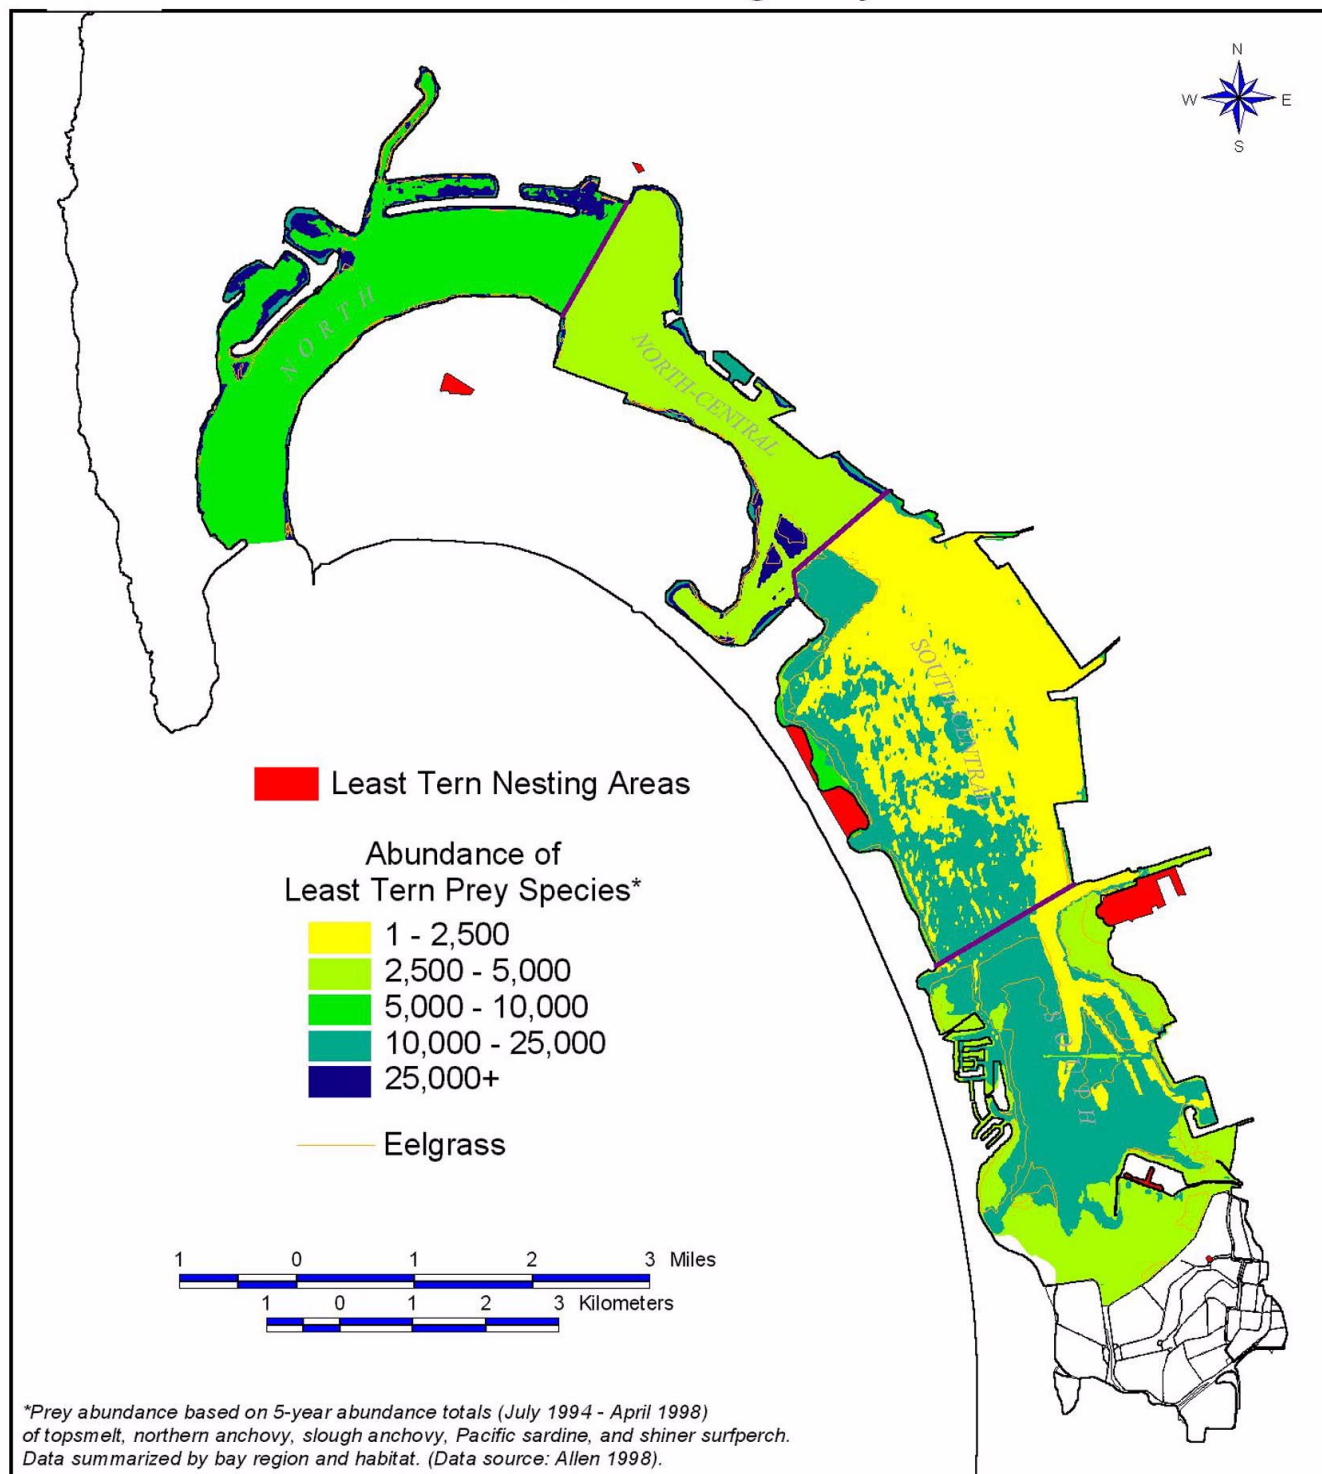 N
W E
S
NORTH
NORTH-CENTRAL
SOUTH-CENTRAL
SOUTH
Least Tern Nesting Areas
Abundance of
Least Tern Prey Species*
1 - 2,500
2,500 - 5,000
5,000 - 10,000
10,000 - 25,000
25,000+
Eelgrass
1 0 1 2 3 Miles
1 0 1 2 3 Kilometers
*Prey abundance based on 5-year abundance totals (July 1994 - April 1998)
of topsmelt, northern anchovy, slough anchovy, Pacific sardine, and shiner surfperch.
Data summarized by bay region and habitat. (Data source: Allen 1998).